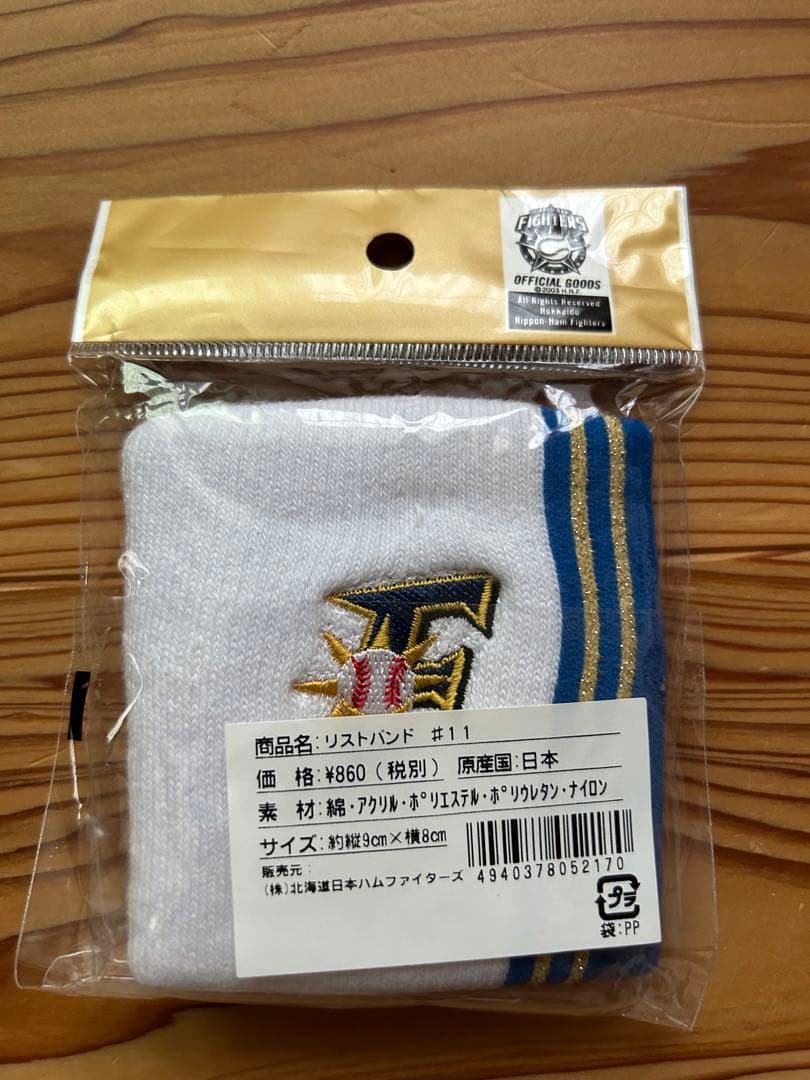 FIGHTERS
OFFICIAL GOODS
©2003 H.N.F.
All Rights Reserved
Hokkaido
Nippon-Ham Fighters
F
商品名:リストバンド ♯11
価 格:¥860(税別) 原産国:日本
素 材:綿・アクリル・ポリエステル・ポリウレタン・ナイロン
サイズ:約縦9cm×横8cm
販売元:
(株)北海道日本ハムファイターズ
4940378052170
プラ
袋:PP